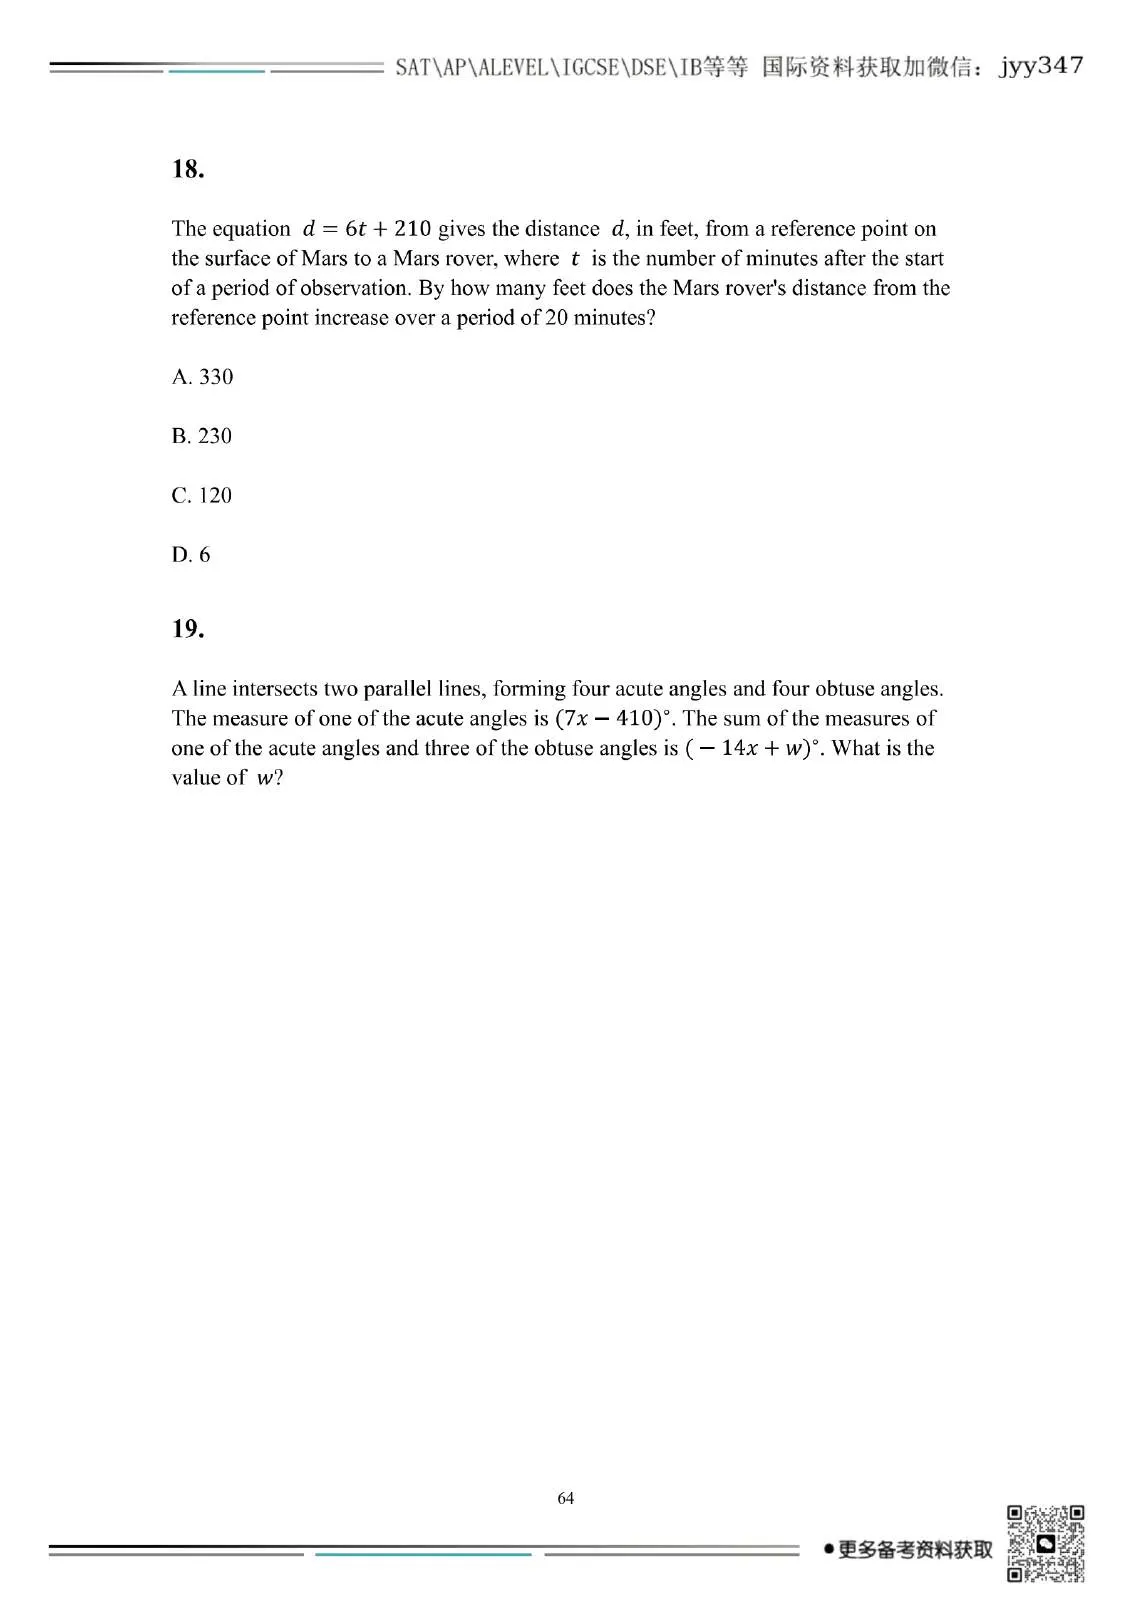 SAT\AP\ALEVEL\IGCSE\DSE\IB等等 国际资料获取加微信: jyy347
18.
The equation d = 6t + 210 gives the distance d, in feet, from a reference point on
the surface of Mars to a Mars rover, where t is the number of minutes after the start
of a period of observation. By how many feet does the Mars rover's distance from the
reference point increase over a period of 20 minutes?
A. 330
B. 230
C. 120
D. 6
19.
A line intersects two parallel lines, forming four acute angles and four obtuse angles.
The measure of one of the acute angles is (7x − 410)°. The sum of the measures of
one of the acute angles and three of the obtuse angles is ( − 14x + w)°. What is the
value of w?
64
●更多备考资料获取